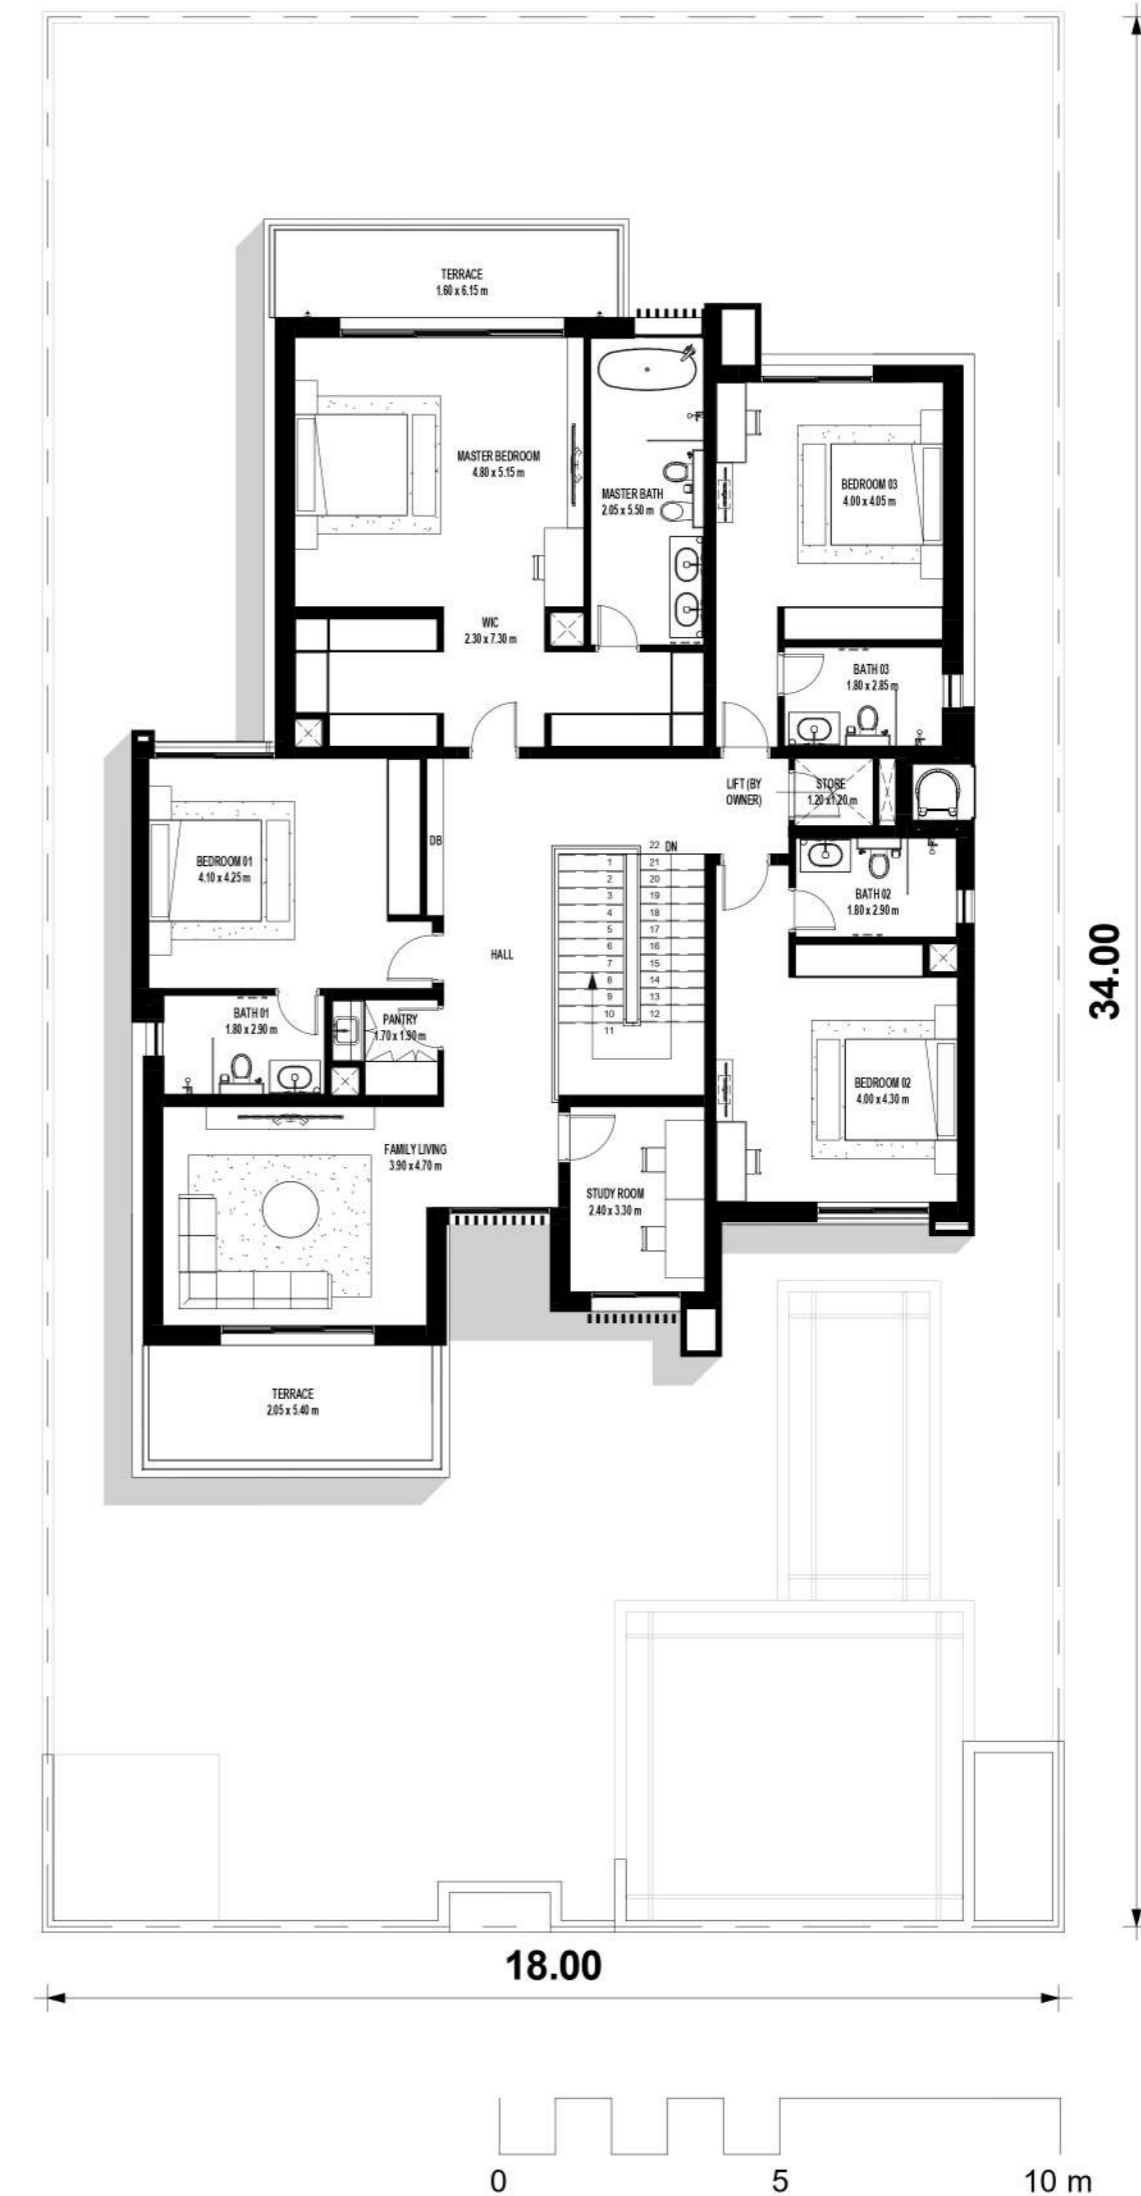 TERRACE
1.60 x 6.15 m
MASTER BEDROOM
4.80 x 5.15 m
MASTER BATH
2.05 x 5.50 m
BEDROOM 03
4.00 x 4.05 m
WIC
2.30 x 7.30 m
BATH 03
1.80 x 2.85 m
LIFT (BY
OWNER)
STORE
1.20 x 1.20 m
DB
BEDROOM 01
4.10 x 4.25 m
22 DN
1 21
2 20
3 19
4 18
5 17
6 16
7 15
8 14
9 13
10 12
11
HALL
BATH 02
1.80 x 2.90 m
34.00
BATH 01
1.80 x 2.90 m
PANTRY
1.70 x 1.90 m
BEDROOM 02
4.00 x 4.30 m
FAMILY LIVING
3.90 x 4.70 m
STUDY ROOM
2.40 x 3.30 m
TERRACE
2.05 x 5.40 m
18.00
0 5 10 m